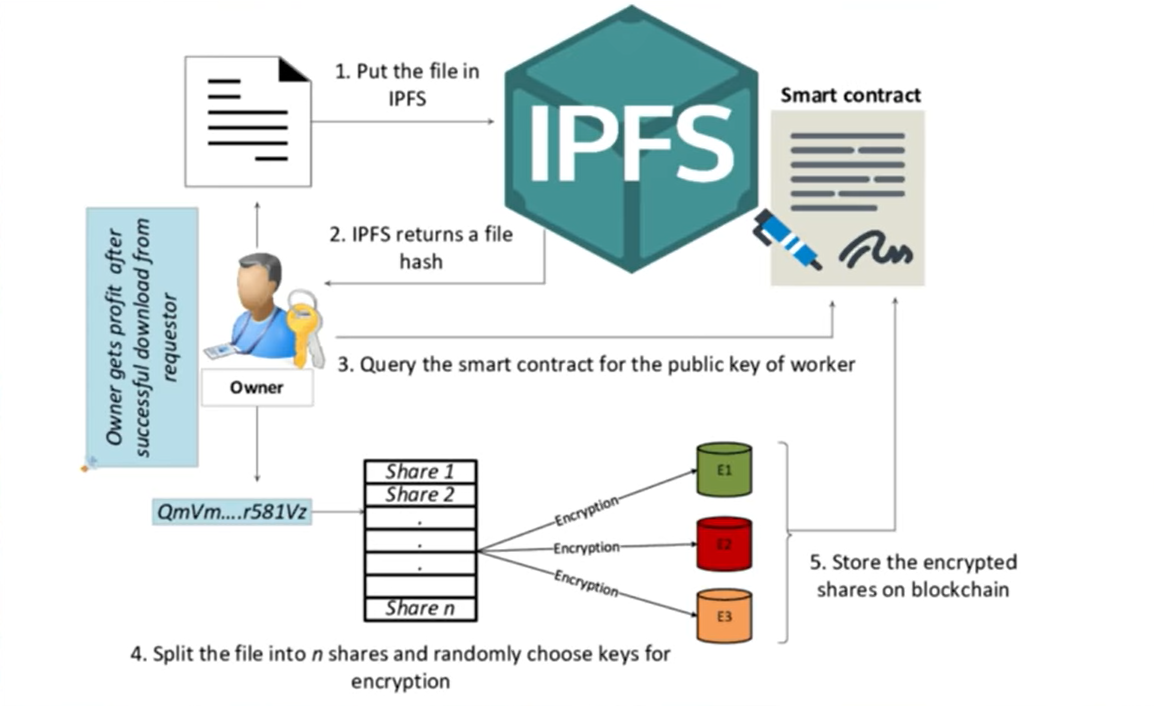 1. Put the file in
IPFS
IPFS
Smart contract
2. IPFS returns a file
hash
Owner gets profit after
successful download from
requestor
3. Query the smart contract for the public key of worker
Owner
QmVm....r581Vz
Share 1
Share 2
.
.
.
Share n
Encryption
Encryption
Encryption
E1
E2
E3
5. Store the encrypted
shares on blockchain
4. Split the file into n shares and randomly choose keys for
encryption